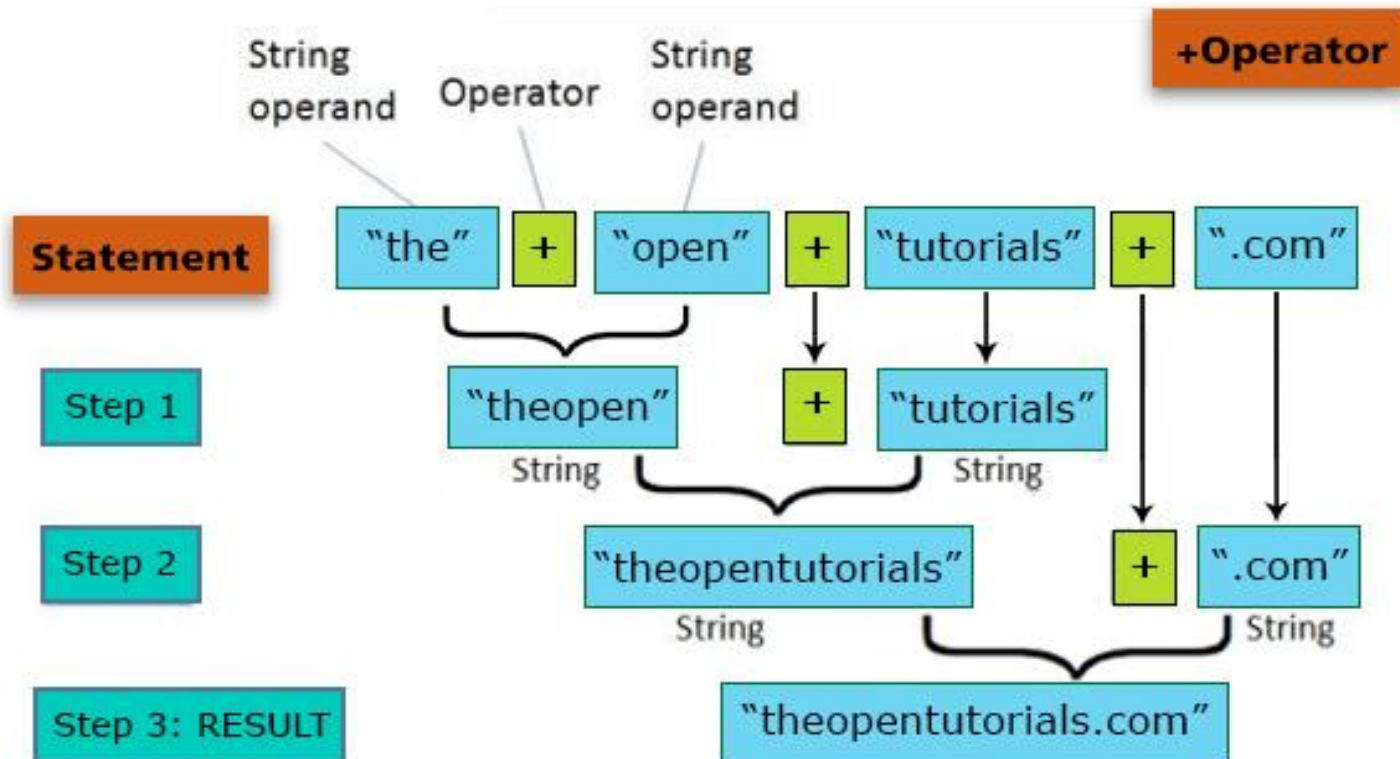 +Operator
String operand
Operator
String operand
Statement
“the” + “open” + “tutorials” + “.com”
Step 1
“theopen” + “tutorials”
String String
Step 2
“theopentutorials” + “.com”
String String
Step 3: RESULT
“theopentutorials.com”